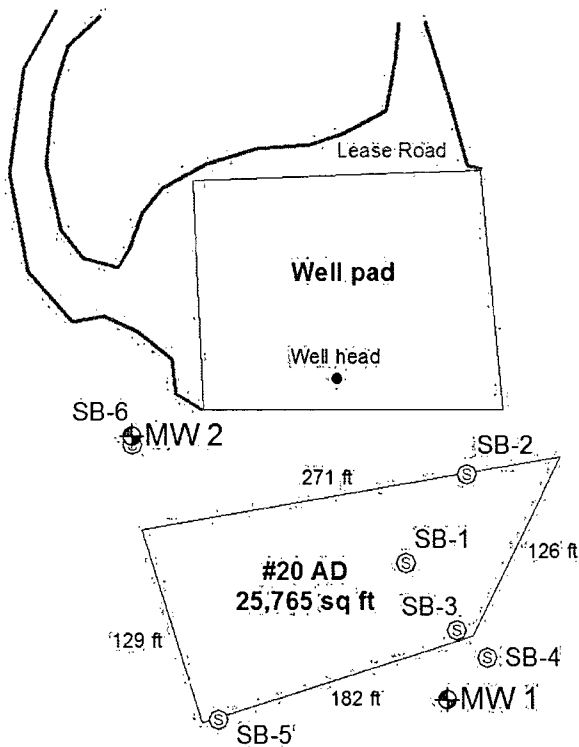 Lease Road
Well pad
Well head
SB-6
MW 2
SB-2
271 ft
SB-1
126 ft
#20 AD
25,765 sq ft
SB-3
129 ft
SB-4
182 ft
MW 1
SB-5
S
S
S
S
S
S